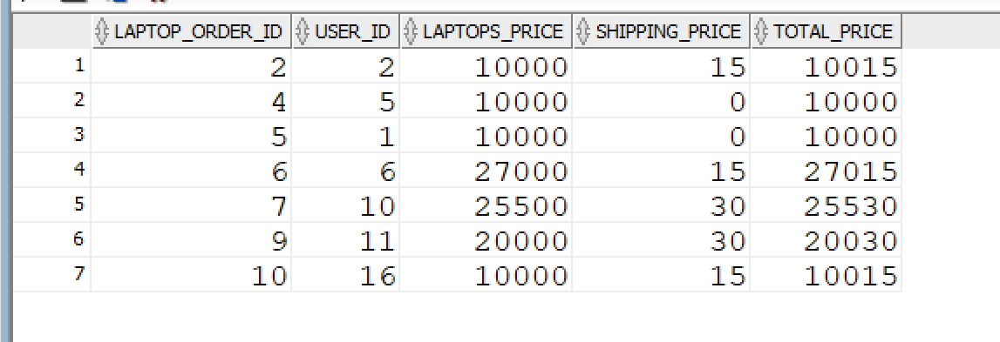 LAPTOP_ORDER_ID USER_ID LAPTOPS_PRICE SHIPPING_PRICE TOTAL_PRICE
1 2 2 10000 15 10015
2 4 5 10000 0 10000
3 5 1 10000 0 10000
4 6 6 27000 15 27015
5 7 10 25500 30 25530
6 9 11 20000 30 20030
7 10 16 10000 15 10015